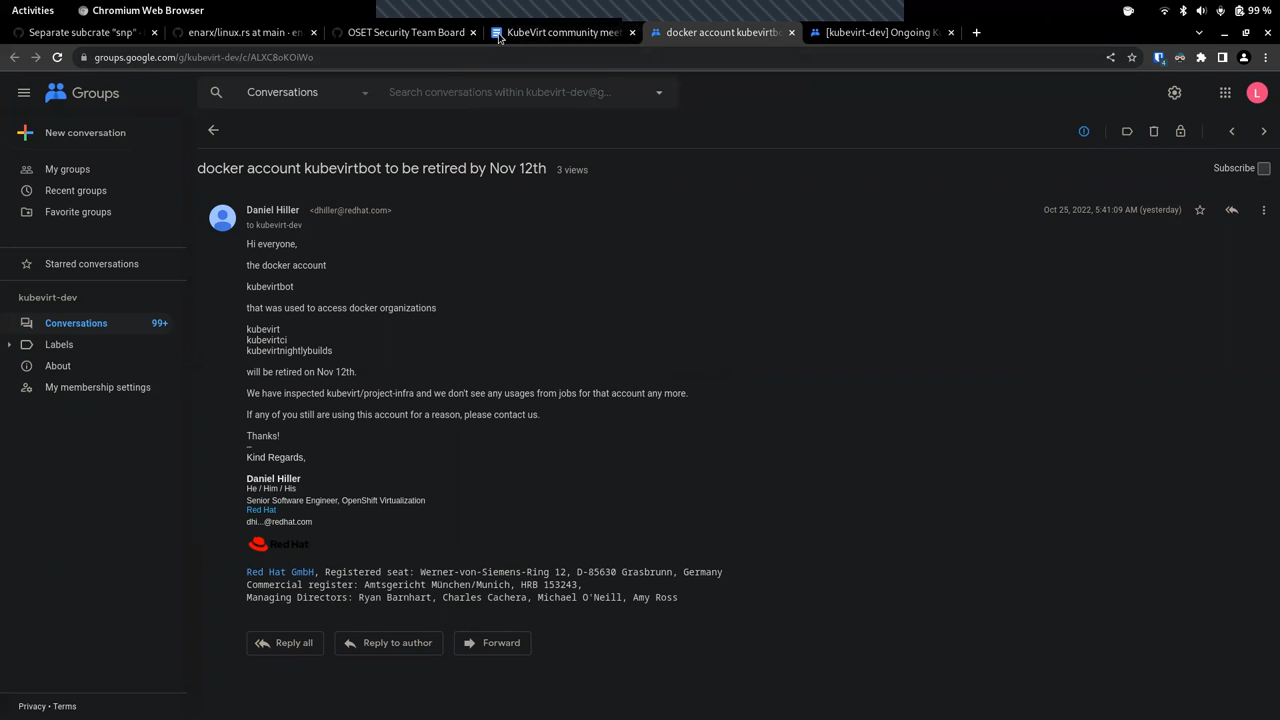 Activities
Chromium Web Browser
99 %
Separate subcrate "snp"
enarx/linux.rs at main · en
OSET Security Team Board
KubeVirt community meet
docker account kubevirtbo
[kubevirt-dev] Ongoing K
groups.google.com/g/kubevirt-dev/c/ALXC8oKOiWo
4
Groups
Conversations
Search conversations within kubevirt-dev@g...
L
New conversation
docker account kubevirtbot to be retired by Nov 12th
3 views
Subscribe
My groups
Recent groups
Favorite groups
Starred conversations
kubevirt-dev
Conversations
99+
Labels
About
My membership settings
Privacy • Terms
Daniel Hiller
<dhiller@redhat.com>
Oct 25, 2022, 5:41:09 AM (yesterday)
to kubevirt-dev
Hi everyone,
the docker account
kubevirtbot
that was used to access docker organizations
kubevirt
kubevirtci
kubevirtnightlybuilds
will be retired on Nov 12th.
We have inspected kubevirt/project-infra and we don't see any usages from jobs for that account any more.
If any of you still are using this account for a reason, please contact us.
Thanks!
–
Kind Regards,
Daniel Hiller
He / Him / His
Senior Software Engineer, OpenShift Virtualization
Red Hat
dhi...@redhat.com
Red Hat
Red Hat GmbH, Registered seat: Werner-von-Siemens-Ring 12, D-85630 Grasbrunn, Germany
Commercial register: Amtsgericht München/Munich, HRB 153243,
Managing Directors: Ryan Barnhart, Charles Cachera, Michael O'Neill, Amy Ross
Reply all
Reply to author
Forward